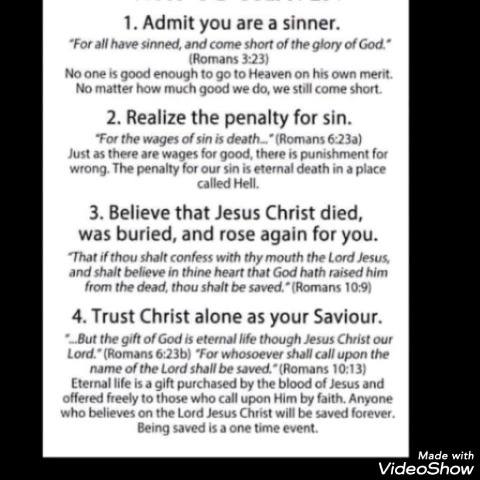 1. Admit you are a sinner.
"For all have sinned, and come short of the glory of God."
(Romans 3:23)
No one is good enough to go to Heaven on his own merit.
No matter how much good we do, we still come short.
2. Realize the penalty for sin.
"For the wages of sin is death..." (Romans 6:23a)
Just as there are wages for good, there is punishment for
wrong. The penalty for our sin is eternal death in a place
called Hell.
3. Believe that Jesus Christ died,
was buried, and rose again for you.
"That if thou shalt confess with thy mouth the Lord Jesus,
and shalt believe in thine heart that God hath raised him
from the dead, thou shalt be saved." (Romans 10:9)
4. Trust Christ alone as your Saviour.
"...But the gift of God is eternal life though Jesus Christ our
Lord." (Romans 6:23b) "For whosoever shall call upon the
name of the Lord shall be saved." (Romans 10:13)
Eternal life is a gift purchased by the blood of Jesus and
offered freely to those who call upon Him by faith. Anyone
who believes on the Lord Jesus Christ will be saved forever.
Being saved is a one time event.
Made with
VideoShow